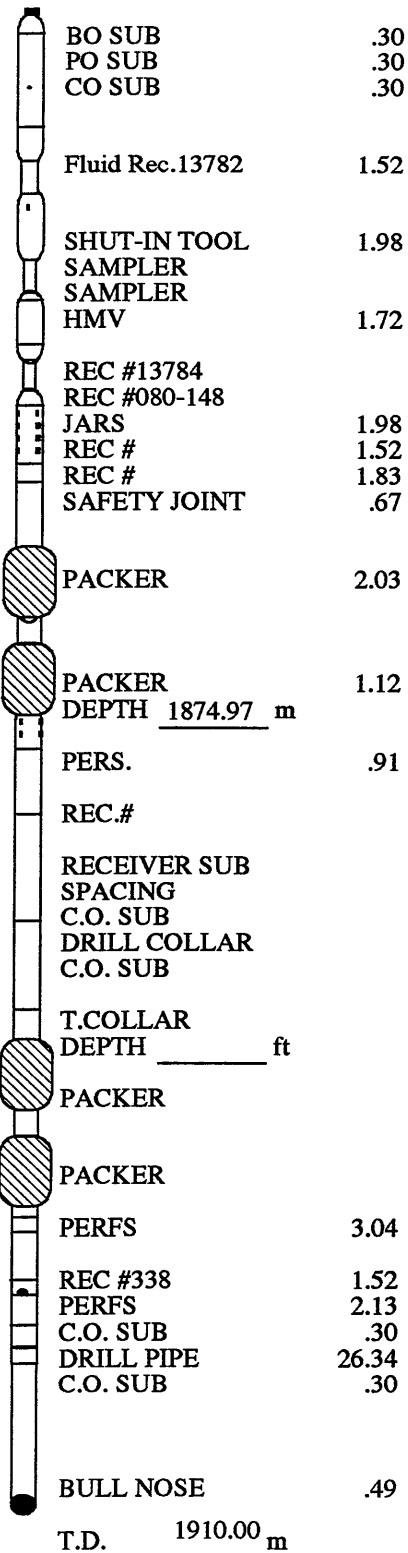 BO SUB .30
PO SUB .30
CO SUB .30
Fluid Rec.13782 1.52
SHUT-IN TOOL 1.98
SAMPLER
SAMPLER
HMV 1.72
REC #13784
REC #080-148
JARS 1.98
REC # 1.52
REC # 1.83
SAFETY JOINT .67
PACKER 2.03
PACKER 1.12
DEPTH 1874.97 m
PERS. .91
REC.#
RECEIVER SUB
SPACING
C.O. SUB
DRILL COLLAR
C.O. SUB
T.COLLAR
DEPTH ft
PACKER
PACKER
PERFS 3.04
REC #338 1.52
PERFS 2.13
C.O. SUB .30
DRILL PIPE 26.34
C.O. SUB .30
BULL NOSE .49
T.D. 1910.00 m